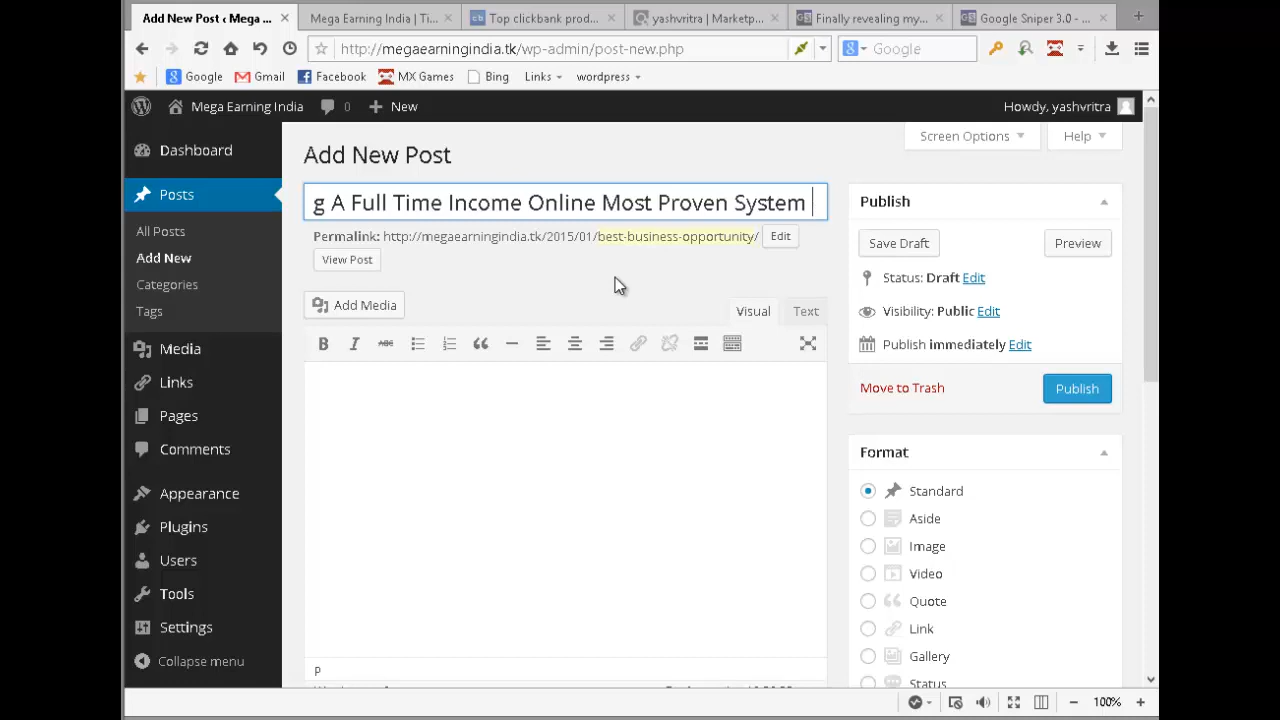 Add New Post ‹ Mega ...
Mega Earning India | Ti...
Top clickbank prod...
yashvritra | Marketp...
Finally revealing my...
Google Sniper 3.0 - ...
http://megaearningindia.tk/wp-admin/post-new.php
Google
Google
Gmail
Facebook
MX Games
Bing
Links
wordpress
Mega Earning India
0
New
Howdy, yashvritra
Screen Options
Help
Dashboard
Posts
All Posts
Add New
Categories
Tags
Media
Links
Pages
Comments
Appearance
Plugins
Users
Tools
Settings
Collapse menu
Add New Post
g A Full Time Income Online Most Proven System
Permalink: http://megaearningindia.tk/2015/01/best-business-opportunity/ Edit
View Post
Add Media
Visual
Text
B I ABC
p
Publish
Save Draft
Preview
Status: Draft Edit
Visibility: Public Edit
Publish immediately Edit
Move to Trash
Publish
Format
Standard
Aside
Image
Video
Quote
Link
Gallery
Status
100%